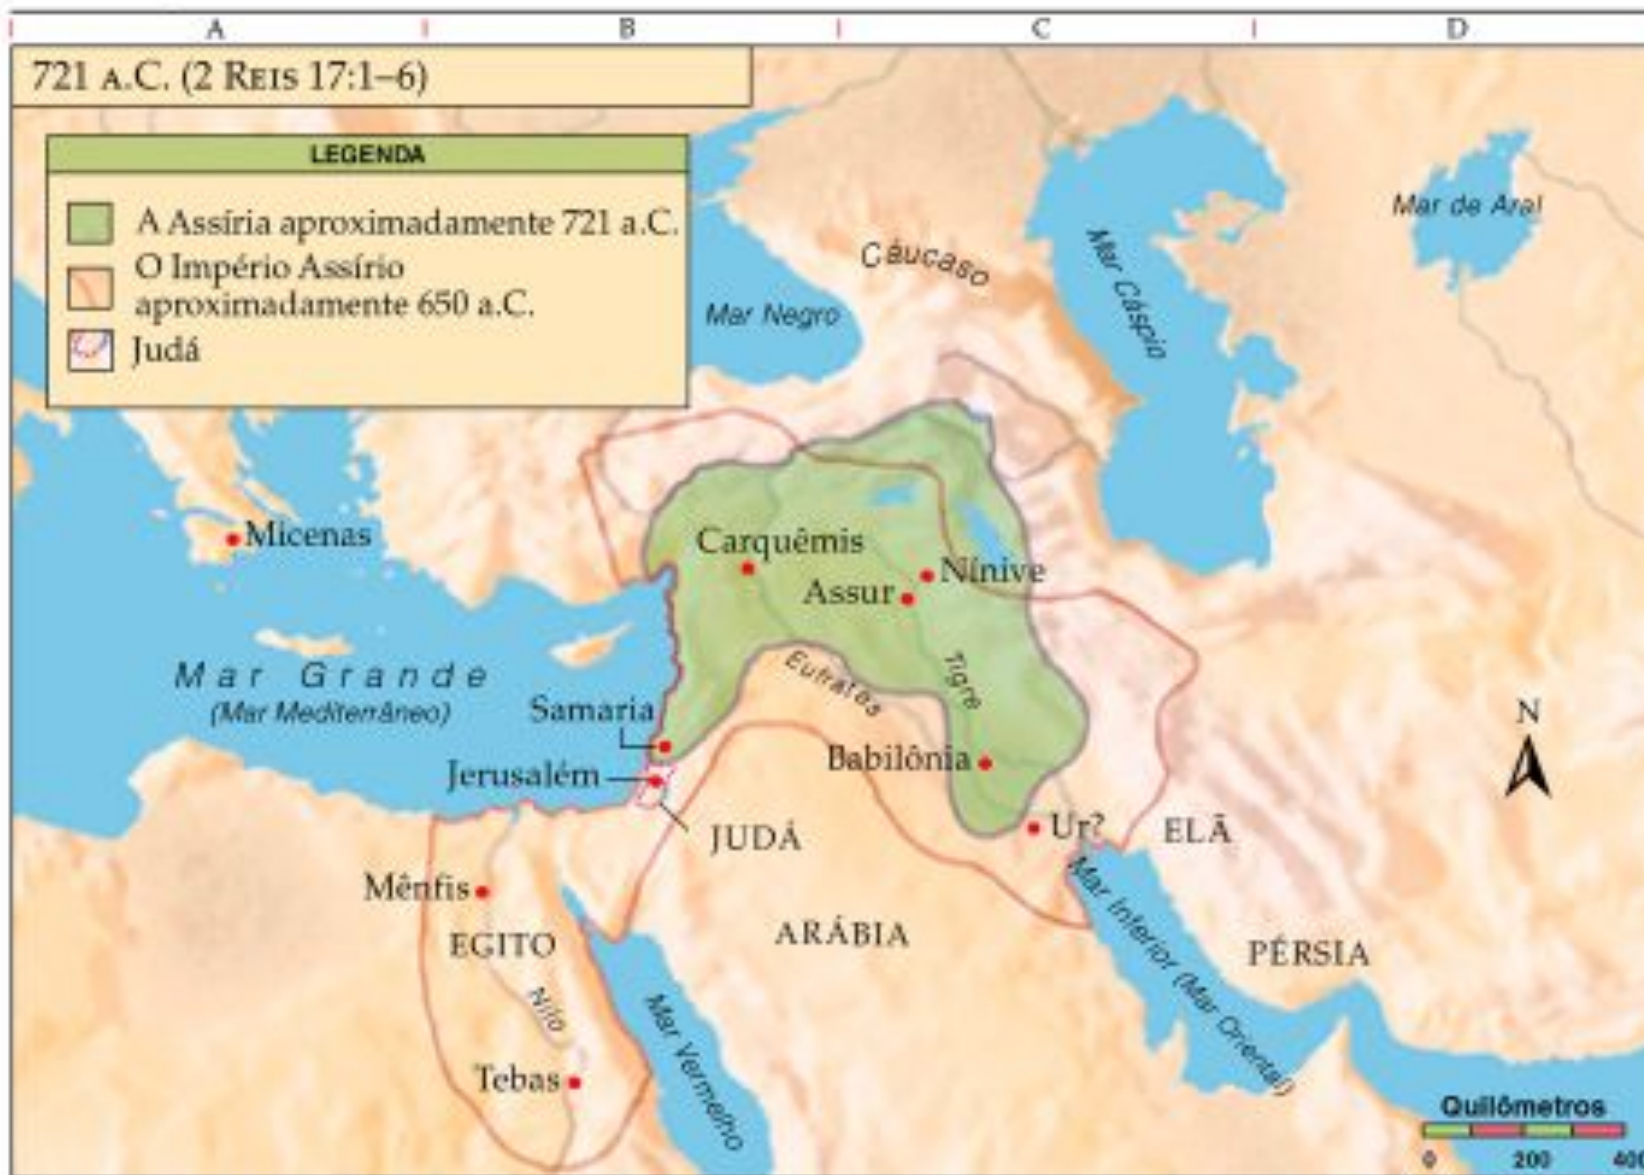 A B C D
721 A.C. (2 REIS 17:1–6)
LEGENDA
A Assíria aproximadamente 721 a.C.
O Império Assírio
aproximadamente 650 a.C.
Judá
Mar de Aral
Cáucaso
Mar Cáspio
Mar Negro
Micenas
Carquêmis
Nínive
Assur
Mar Grande
(Mar Mediterrâneo)
Eufrates
Tigre
Samaria
Babilônia
Jerusalém
N
JUDÁ
Ur?
ELÃ
Mênfis
Mar Inferior (Mar Oriental)
EGITO
ARÁBIA
PÉRSIA
Nilo
Mar Vermelho
Tebas
Quilômetros
0 200 400